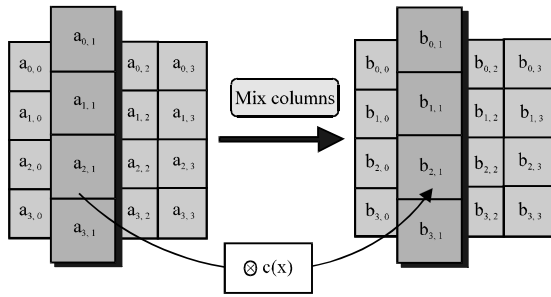 a0, 0 a0, 1 a0, 2 a0, 3
a1, 0 a1, 1 a1, 2 a1, 3
a2, 0 a2, 1 a2, 2 a2, 3
a3, 0 a3, 1 a3, 2 a3, 3
Mix columns
b0, 0 b0, 1 b0, 2 b0, 3
b1, 0 b1, 1 b1, 2 b1, 3
b2, 0 b2, 1 b2, 2 b2, 3
b3, 0 b3, 1 b3, 2 b3, 3
⊗ c(x)